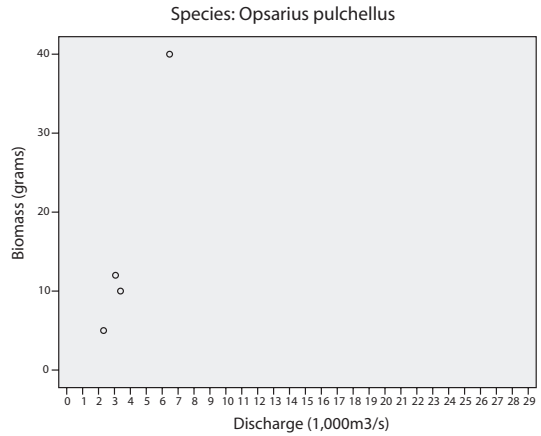 Species: Opsarius pulchellus
40
30
20
10
0
Biomass (grams)
0 1 2 3 4 5 6 7 8 9 10 11 12 13 14 15 16 17 18 19 20 21 22 23 24 25 26 27 28 29
Discharge (1,000m3/s)